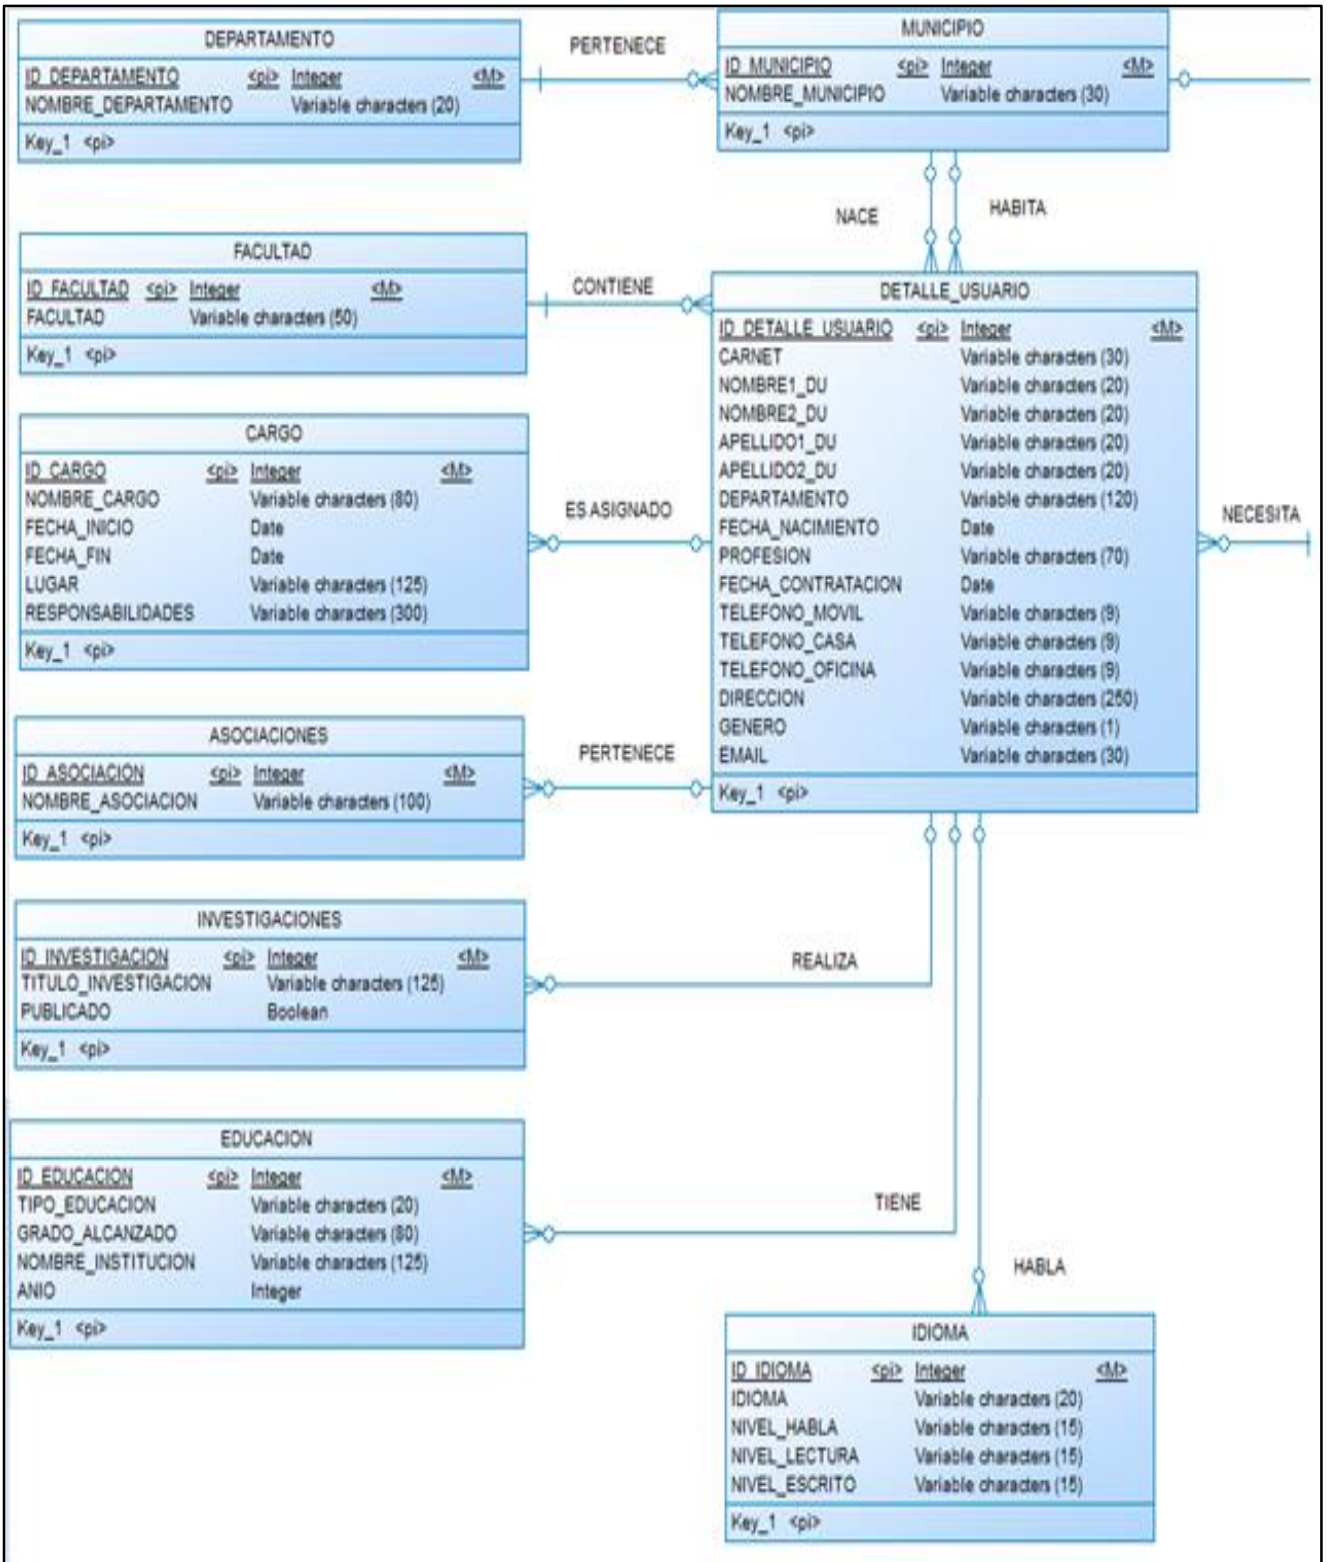 DEPARTAMENTO
ID_DEPARTAMENTO <pi> Integer <M>
NOMBRE_DEPARTAMENTO Variable characters (20)
Key_1 <pi>
PERTENECE
MUNICIPIO
ID_MUNICIPIO <pi> Integer <M>
NOMBRE_MUNICIPIO Variable characters (30)
Key_1 <pi>
NACE
HABITA
FACULTAD
ID_FACULTAD <pi> Integer <M>
FACULTAD Variable characters (50)
Key_1 <pi>
CONTIENE
DETALLE_USUARIO
ID_DETALLE_USUARIO <pi> Integer <M>
CARNET Variable characters (30)
NOMBRE1_DU Variable characters (20)
NOMBRE2_DU Variable characters (20)
APELLIDO1_DU Variable characters (20)
APELLIDO2_DU Variable characters (20)
DEPARTAMENTO Variable characters (120)
FECHA_NACIMIENTO Date
PROFESION Variable characters (70)
FECHA_CONTRATACION Date
TELEFONO_MOVIL Variable characters (9)
TELEFONO_CASA Variable characters (9)
TELEFONO_OFICINA Variable characters (9)
DIRECCION Variable characters (250)
GENERO Variable characters (1)
EMAIL Variable characters (30)
Key_1 <pi>
NECESITA
CARGO
ID_CARGO <pi> Integer <M>
NOMBRE_CARGO Variable characters (80)
FECHA_INICIO Date
FECHA_FIN Date
LUGAR Variable characters (125)
RESPONSABILIDADES Variable characters (300)
Key_1 <pi>
ES ASIGNADO
ASOCIACIONES
ID_ASOCIACION <pi> Integer <M>
NOMBRE_ASOCIACION Variable characters (100)
Key_1 <pi>
PERTENECE
INVESTIGACIONES
ID_INVESTIGACION <pi> Integer <M>
TITULO_INVESTIGACION Variable characters (125)
PUBLICADO Boolean
Key_1 <pi>
REALIZA
EDUCACION
ID_EDUCACION <pi> Integer <M>
TIPO_EDUCACION Variable characters (20)
GRADO_ALCANZADO Variable characters (80)
NOMBRE_INSTITUCION Variable characters (125)
ANIO Integer
Key_1 <pi>
TIENE
HABLA
IDIOMA
ID_IDIOMA <pi> Integer <M>
IDIOMA Variable characters (20)
NIVEL_HABLA Variable characters (15)
NIVEL_LECTURA Variable characters (15)
NIVEL_ESCRITO Variable characters (15)
Key_1 <pi>